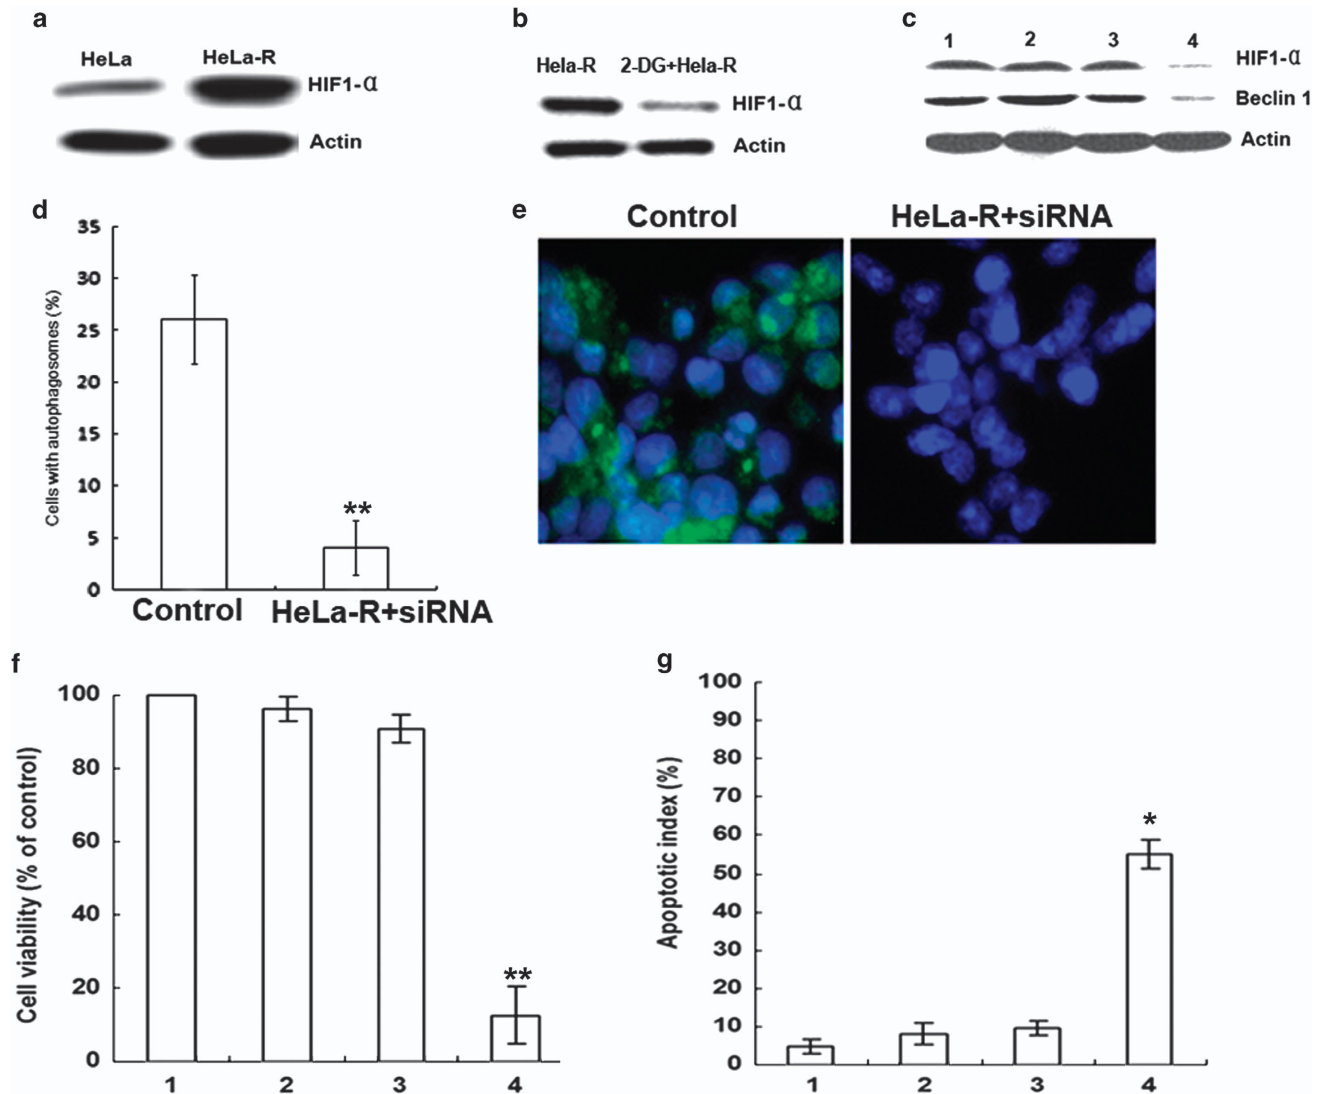 a
HeLa HeLa-R
HIF1-α
Actin
b
Hela-R 2-DG+Hela-R
HIF1-α
Actin
c
1 2 3 4
HIF1-α
Beclin 1
Actin
d
Cells with autophagosomes (%)
35
30
25
20
15
10
5
0
**
Control HeLa-R+siRNA
e
Control HeLa-R+siRNA
f
Cell viability (% of control)
100
80
60
40
20
0
**
1 2 3 4
g
Apoptotic index (%)
100
90
80
70
60
50
40
30
20
10
0
*
1 2 3 4